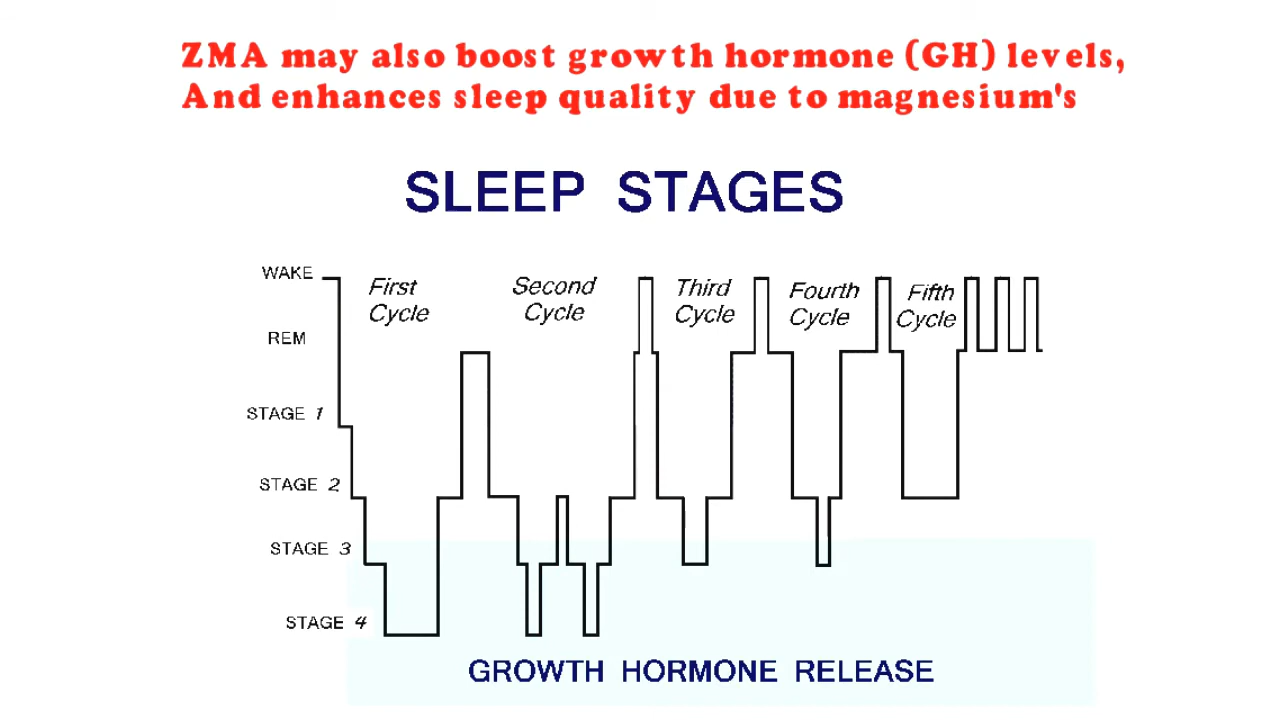 ZMA may also boost growth hormone (GH) levels,
And enhances sleep quality due to magnesium's
SLEEP STAGES
WAKE
First
Cycle
Second
Cycle
Third
Cycle
Fourth
Cycle
Fifth
Cycle
REM
STAGE 1
STAGE 2
STAGE 3
STAGE 4
GROWTH HORMONE RELEASE